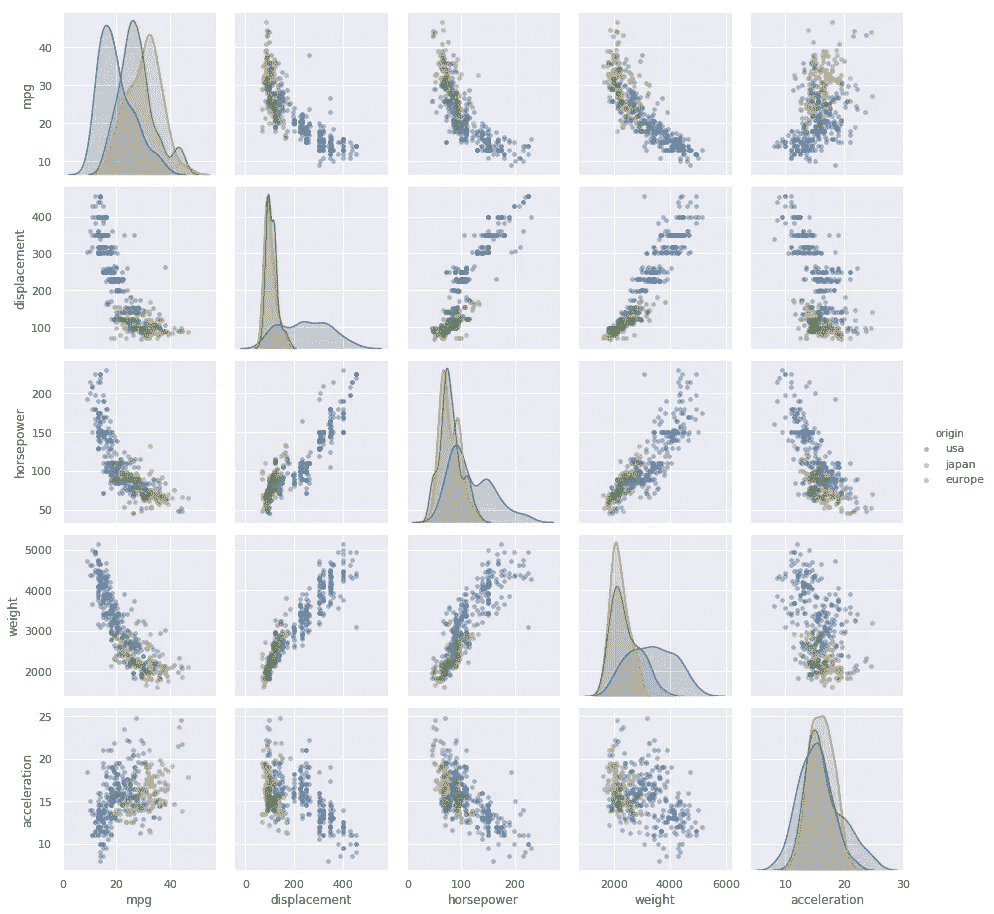 40
30
20
10
mpg
400
300
200
100
displacement
200
150
100
50
horsepower
origin
usa
japan
europe
5000
4000
3000
2000
weight
25
20
15
10
acceleration
0 20 40
0 200 400
0 100 200
2000 4000 6000
10 20 30
mpg displacement horsepower weight acceleration